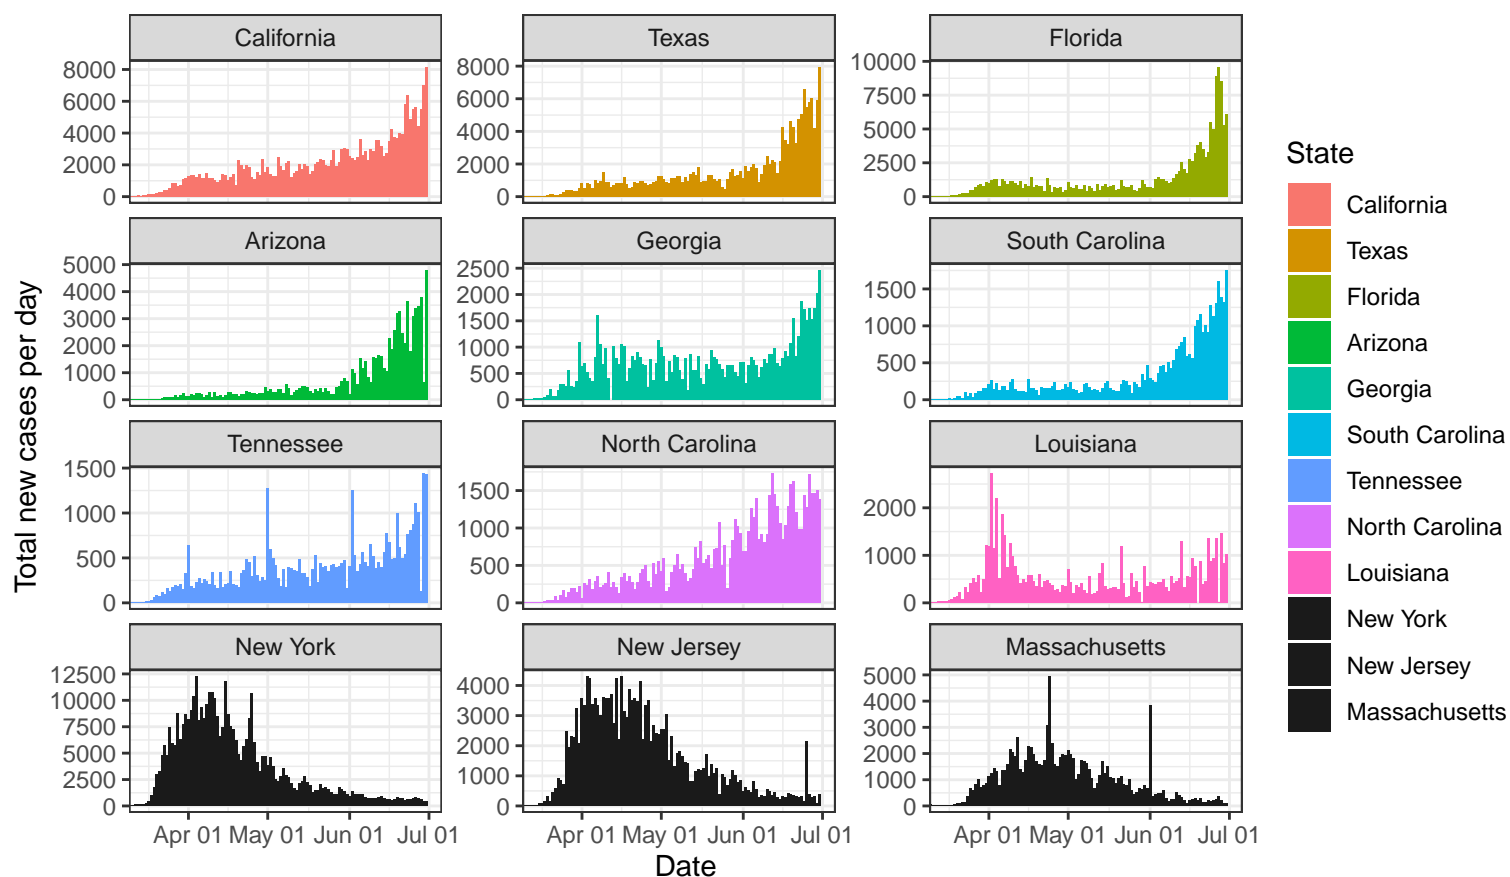 California
Texas
Florida
8000
6000
4000
2000
0
8000
6000
4000
2000
0
10000
7500
5000
2500
0
Arizona
Georgia
South Carolina
5000
4000
3000
2000
1000
0
2500
2000
1500
1000
500
0
1500
1000
500
0
Tennessee
North Carolina
Louisiana
1500
1000
500
0
1500
1000
500
0
2000
1000
0
New York
New Jersey
Massachusetts
12500
10000
7500
5000
2500
0
4000
3000
2000
1000
0
5000
4000
3000
2000
1000
0
Apr 01 May 01 Jun 01 Jul 01
Apr 01 May 01 Jun 01 Jul 01
Apr 01 May 01 Jun 01 Jul 01
Date
Total new cases per day
State
California
Texas
Florida
Arizona
Georgia
South Carolina
Tennessee
North Carolina
Louisiana
New York
New Jersey
Massachusetts